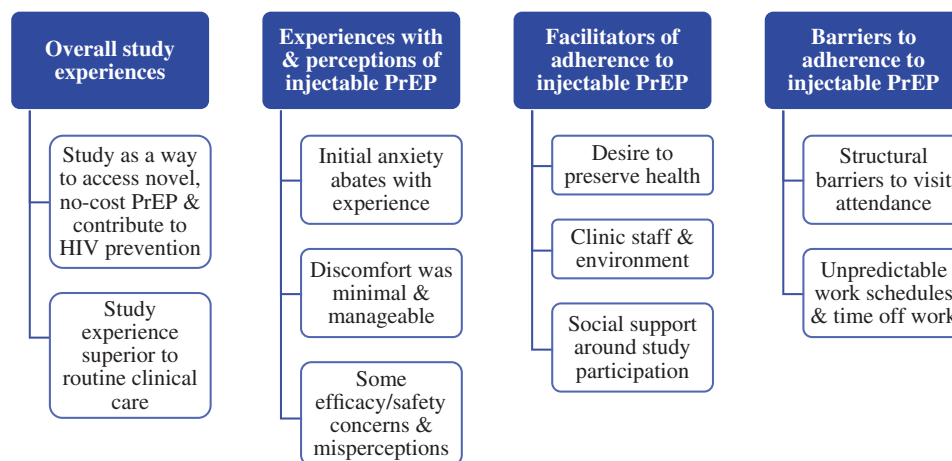 Overall study
experiences
Study as a way
to access novel,
no-cost PrEP &
contribute to
HIV prevention
Study
experience
superior to
routine clinical
care
Experiences with
& perceptions of
injectable PrEP
Initial anxiety
abates with
experience
Discomfort was
minimal &
manageable
Some
efficacy/safety
concerns &
misperceptions
Facilitators of
adherence to
injectable PrEP
Desire to
preserve health
Clinic staff &
environment
Social support
around study
participation
Barriers to
adherence to
injectable PrEP
Structural
barriers to visit
attendance
Unpredictable
work schedules
& time off work